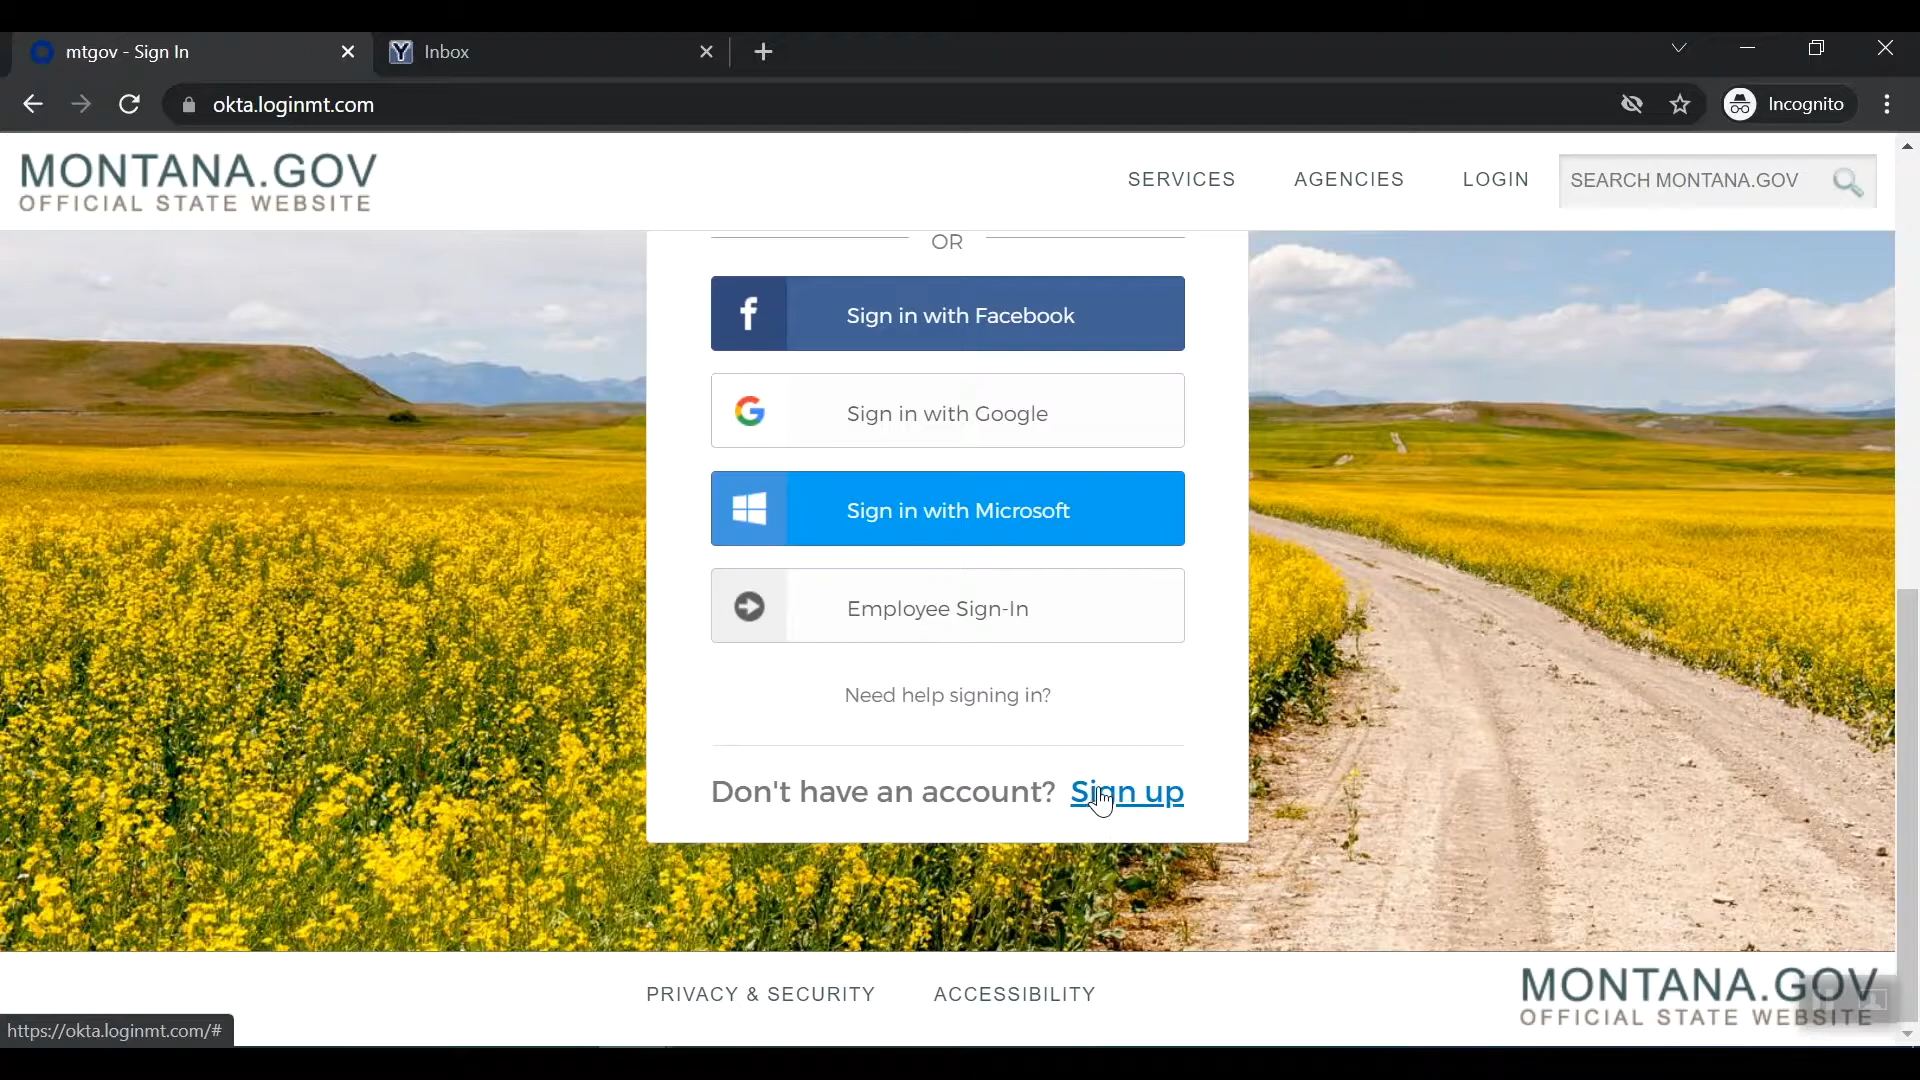 mtgov - Sign In
Inbox
okta.loginmt.com
Incognito
MONTANA.GOV
OFFICIAL STATE WEBSITE
SERVICES
AGENCIES
LOGIN
SEARCH MONTANA.GOV
OR
Sign in with Facebook
Sign in with Google
Sign in with Microsoft
Employee Sign-In
Need help signing in?
Don't have an account? Sign up
PRIVACY & SECURITY
ACCESSIBILITY
MONTANA.GOV
OFFICIAL STATE WEBSITE
https://okta.loginmt.com/#